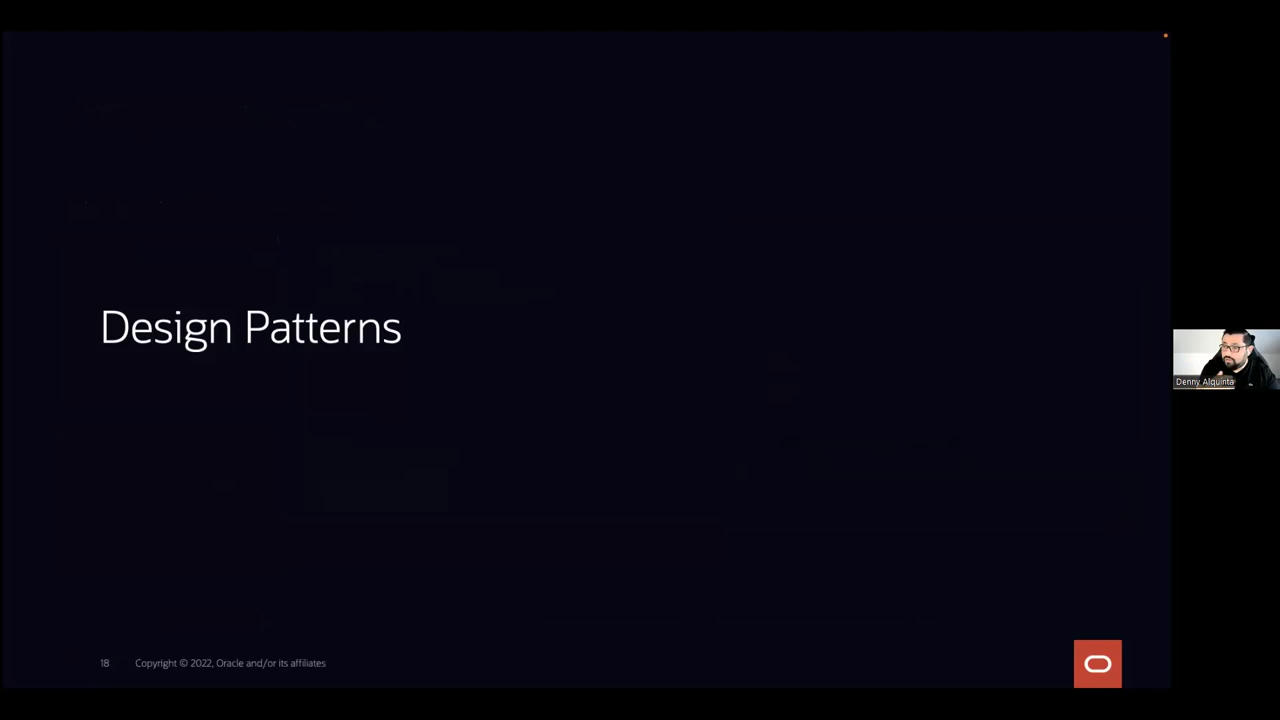 Design Patterns
Denny Alquinta
18 Copyright © 2022, Oracle and/or its affiliates